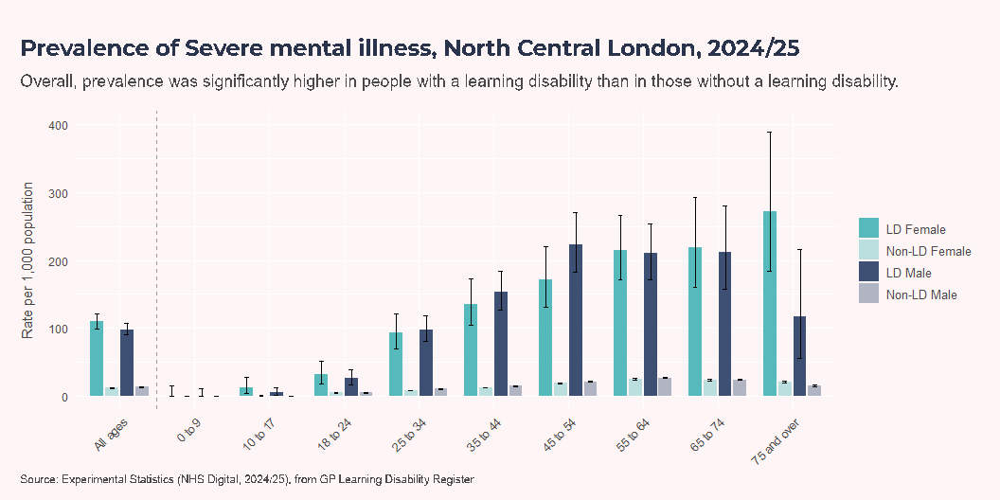 Prevalence of Severe mental illness, North Central London, 2024/25
Overall, prevalence was significantly higher in people with a learning disability than in those without a learning disability.
Rate per 1,000 population
400
300
200
100
0
All ages
0 to 9
10 to 17
18 to 24
25 to 34
35 to 44
45 to 54
55 to 64
65 to 74
75 and over
LD Female
Non-LD Female
LD Male
Non-LD Male
Source: Experimental Statistics (NHS Digital, 2024/25), from GP Learning Disability Register